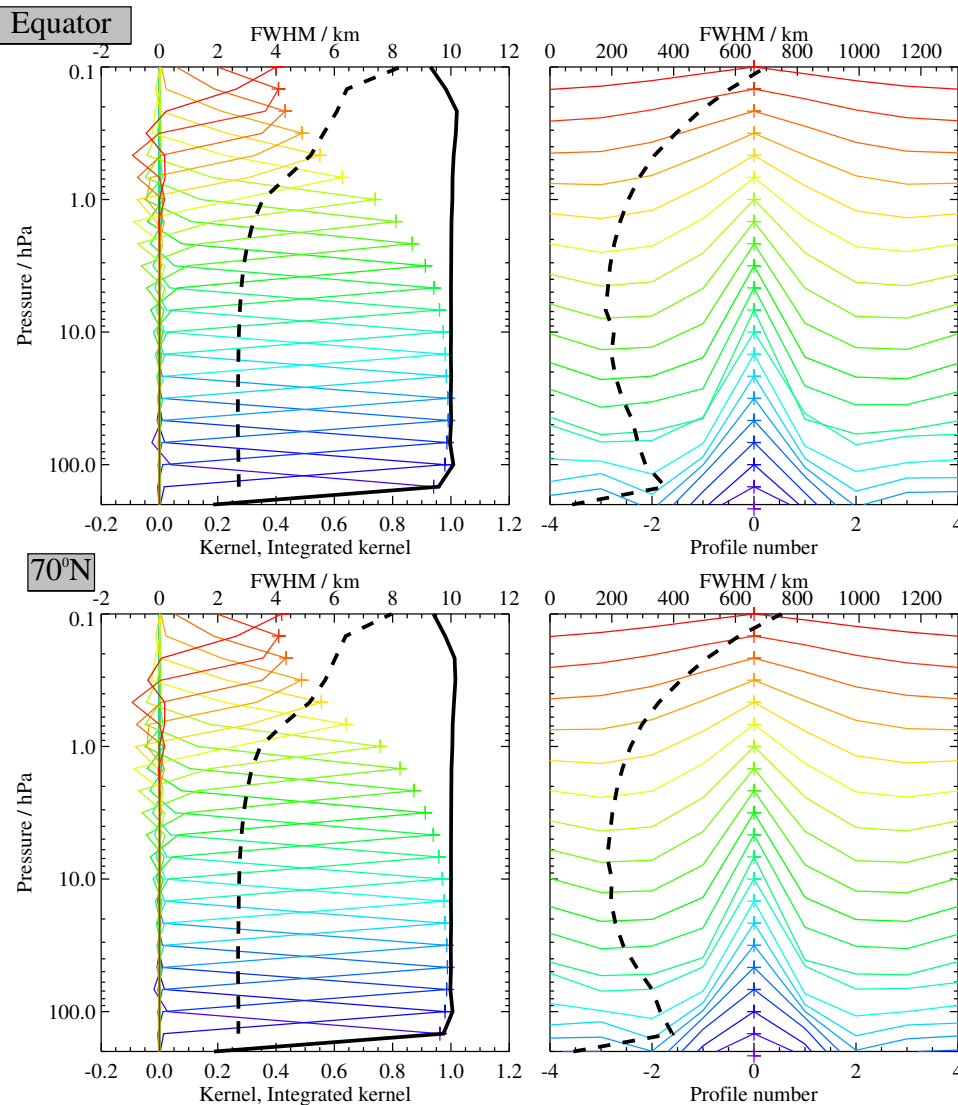 Equator
FWHM / km
-2 0 2 4 6 8 10 12
0.1
1.0
10.0
100.0
Pressure / hPa
-0.2 0.0 0.2 0.4 0.6 0.8 1.0 1.2
Kernel, Integrated kernel
FWHM / km
0 200 400 600 800 1000 1200
-4 -2 0 2 4
Profile number
70⁰N
FWHM / km
-2 0 2 4 6 8 10 12
0.1
1.0
10.0
100.0
Pressure / hPa
-0.2 0.0 0.2 0.4 0.6 0.8 1.0 1.2
Kernel, Integrated kernel
FWHM / km
0 200 400 600 800 1000 1200
-4 -2 0 2 4
Profile number